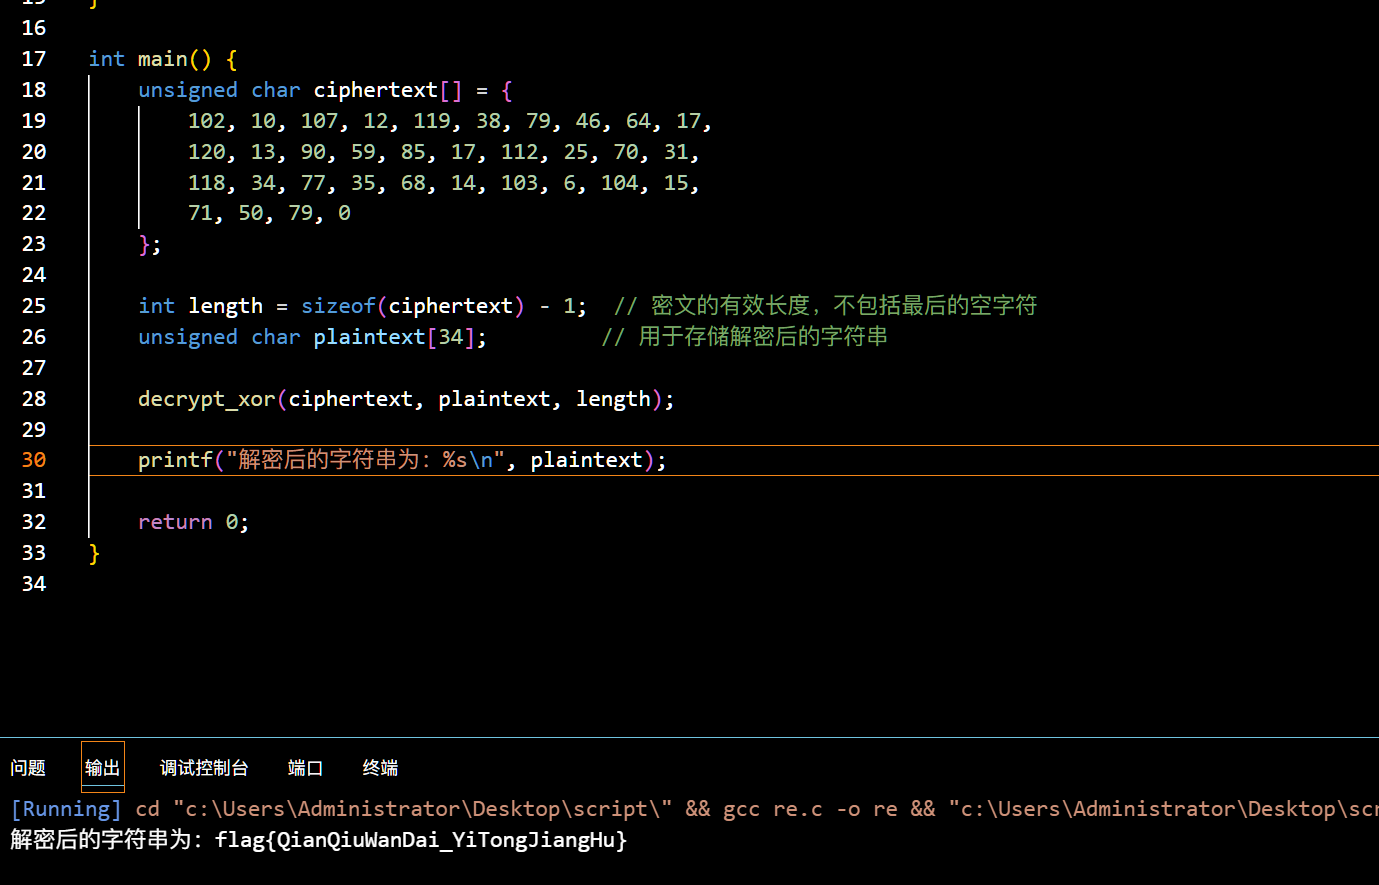 15 }
16
17 int main() {
18 unsigned char ciphertext[] = {
19 102, 10, 107, 12, 119, 38, 79, 46, 64, 17,
20 120, 13, 90, 59, 85, 17, 112, 25, 70, 31,
21 118, 34, 77, 35, 68, 14, 103, 6, 104, 15,
22 71, 50, 79, 0
23 };
24
25 int length = sizeof(ciphertext) - 1; // 密文的有效长度，不包括最后的空字符
26 unsigned char plaintext[34]; // 用于存储解密后的字符串
27
28 decrypt_xor(ciphertext, plaintext, length);
29
30 printf("解密后的字符串为：%s\n", plaintext);
31
32 return 0;
33 }
34
问题 输出 调试控制台 端口 终端
[Running] cd "c:\Users\Administrator\Desktop\script\" && gcc re.c -o re && "c:\Users\Administrator\Desktop\scr
解密后的字符串为：flag{QianQiuWanDai_YiTongJiangHu}